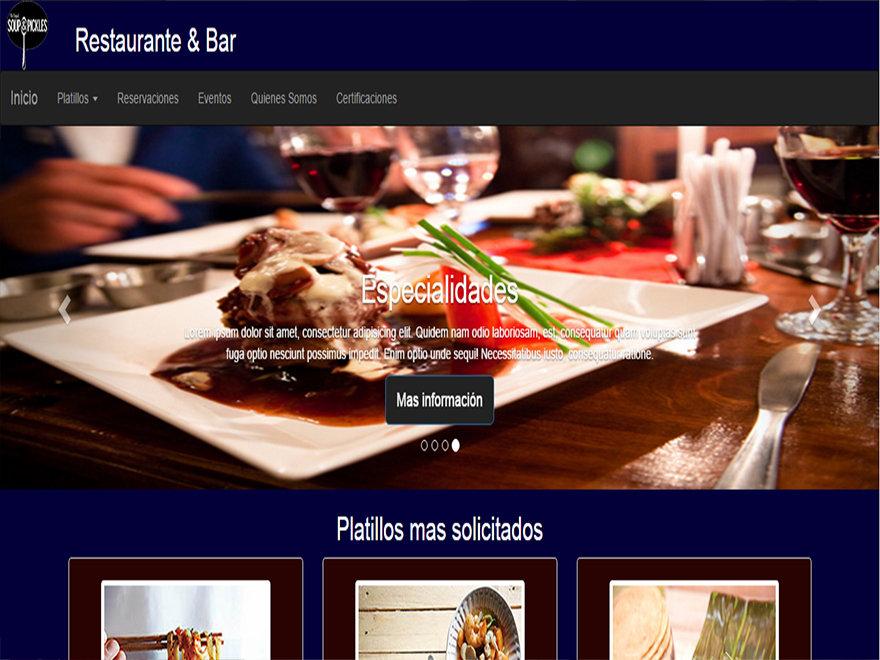 SOUP & PICKLES
Restaurante & Bar
Inicio Platillos Reservaciones Eventos Quienes Somos Certificaciones
Especialidades
Lorem ipsum dolor sit amet, consectetur adipisicing elit. Quidem nam odio laboriosam, est, consequatur quam voluptas sunt
fuga optio nesciunt possimus impedit. Enim optio unde sequi! Necessitatibus iusto, consequatur ratione.
Mas información
Platillos mas solicitados